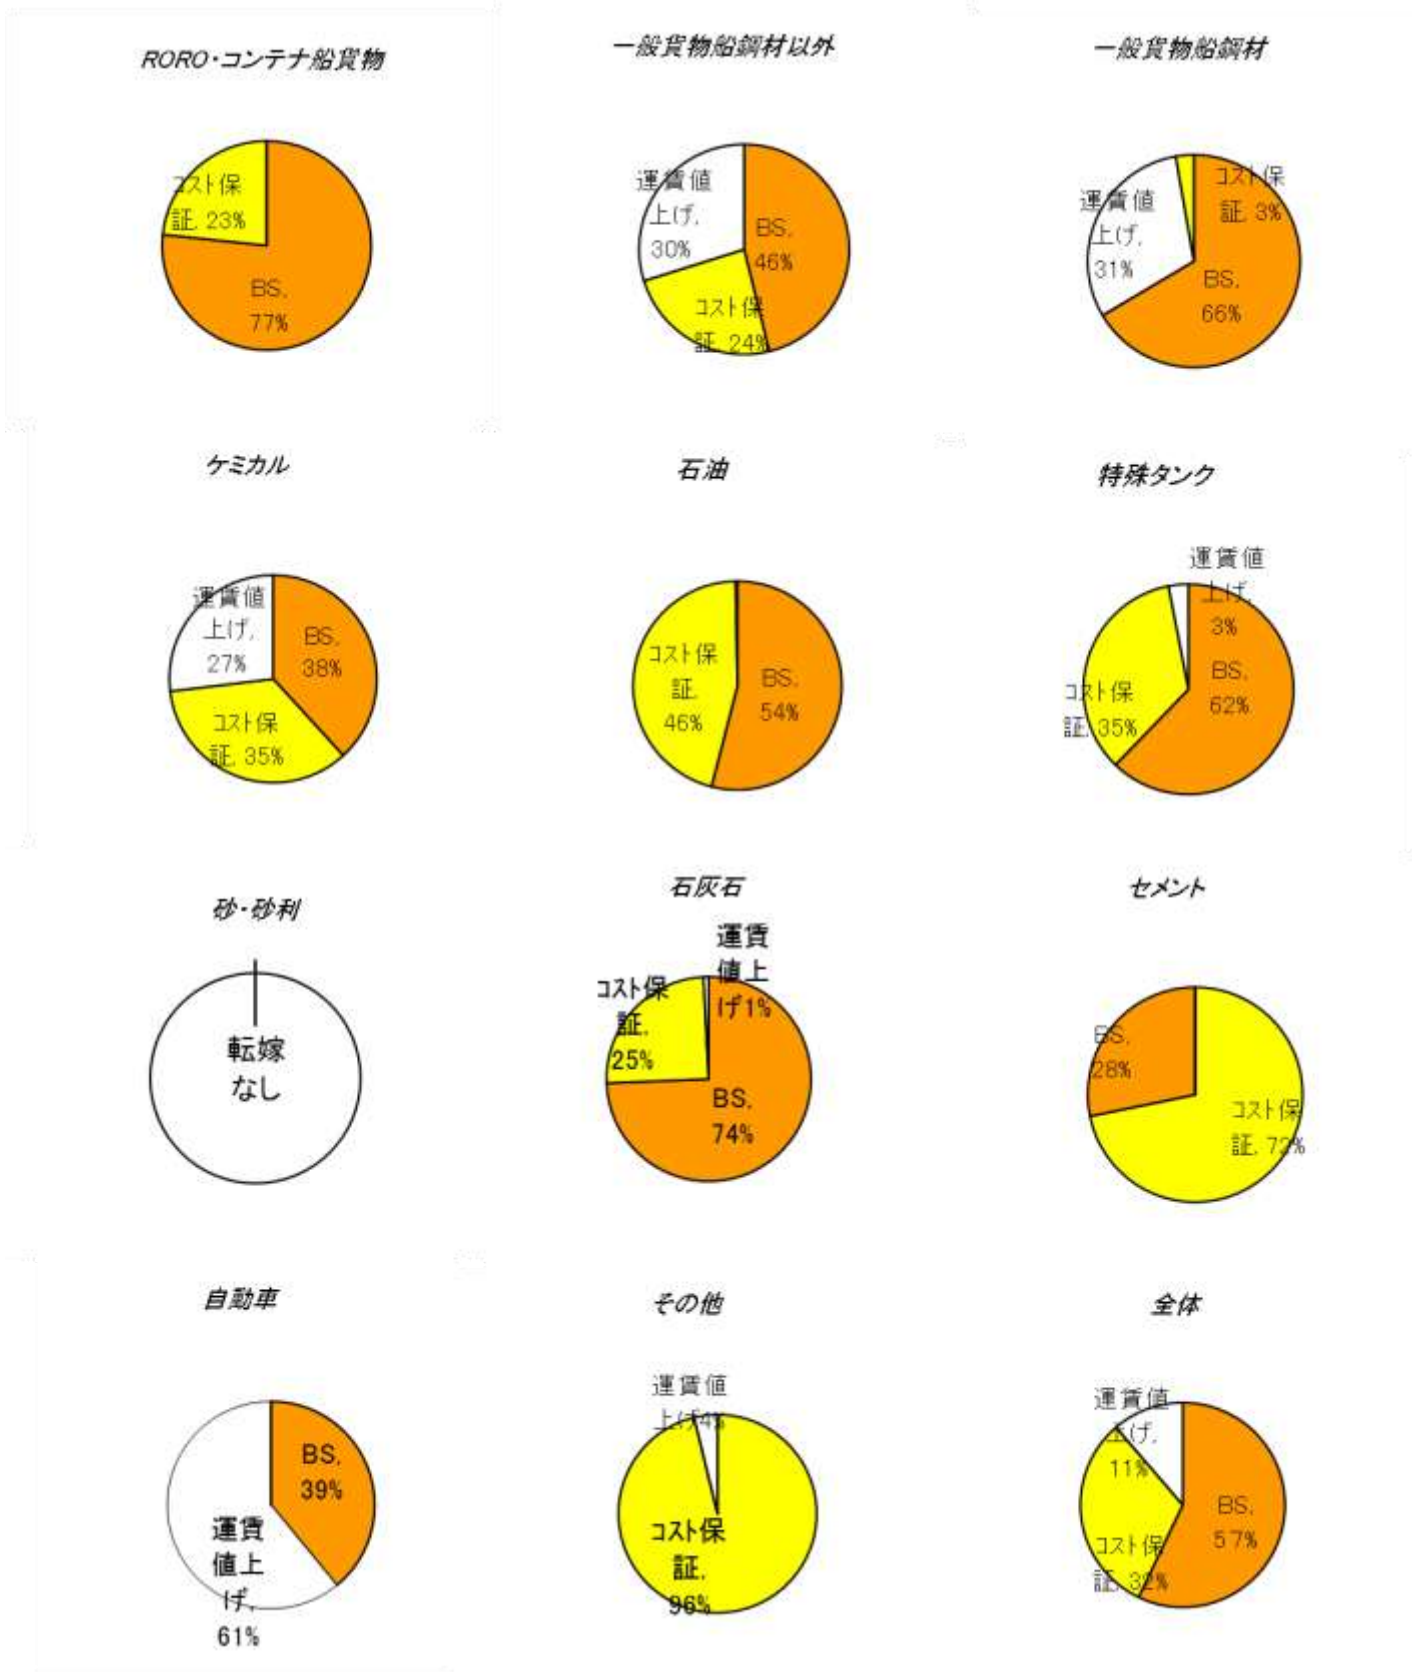 RORO・コンテナ船貨物
コスト保
証, 23%
BS,
77%
一般貨物船鋼材以外
運賃値
上げ,
30%
BS,
46%
コスト保
証, 24%
一般貨物船鋼材
コスト保
証, 3%
運賃値
上げ,
31%
BS,
66%
ケミカル
運賃値
上げ,
27%
BS,
38%
コスト保
証, 35%
石油
コスト保
証,
46%
BS,
54%
特殊タンク
運賃値
上げ,
3%
BS,
62%
コスト保
証, 35%
砂・砂利
転嫁
なし
石灰石
運賃
値上
げ1%
コスト保
証,
25%
BS,
74%
セメント
BS,
28%
コスト保
証, 72%
自動車
BS,
39%
運賃
値上
げ,
61%
その他
運賃値
上げ4%
コスト保
証,
96%
全体
運賃値
上げ,
11%
BS,
57%
コスト保
証, 32%